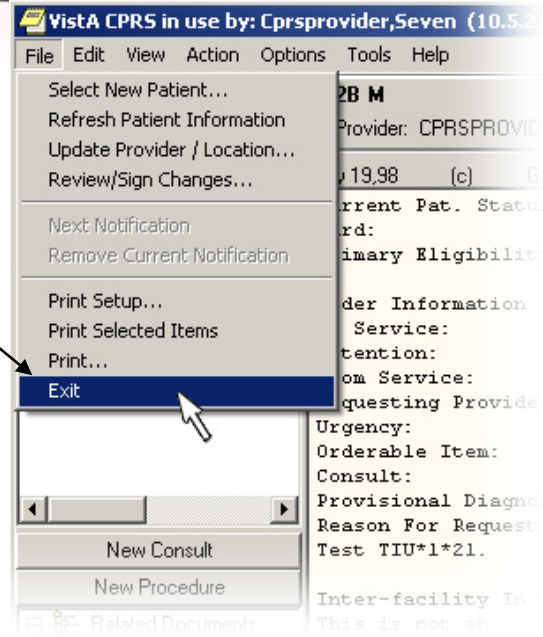 VistA CPRS in use by: Cprsprovider,Seven (10.5.2
File Edit View Action Options Tools Help
Select New Patient...
Refresh Patient Information
Update Provider / Location...
Review/Sign Changes...
Next Notification
Remove Current Notification
Print Setup...
Print Selected Items
Print...
Exit
2B M
Provider: CPRSPROVID
19,98 (c)
rrent Pat. Statu
rd:
imary Eligibilit
der Information
Service:
tention:
om Service:
questing Provide
Urgency:
Orderable Item:
Consult:
Provisional Diagno
Reason For Request
Test TIU*1*21.
Inter-facility In
This is not an i
New Consult
New Procedure
Related Documents